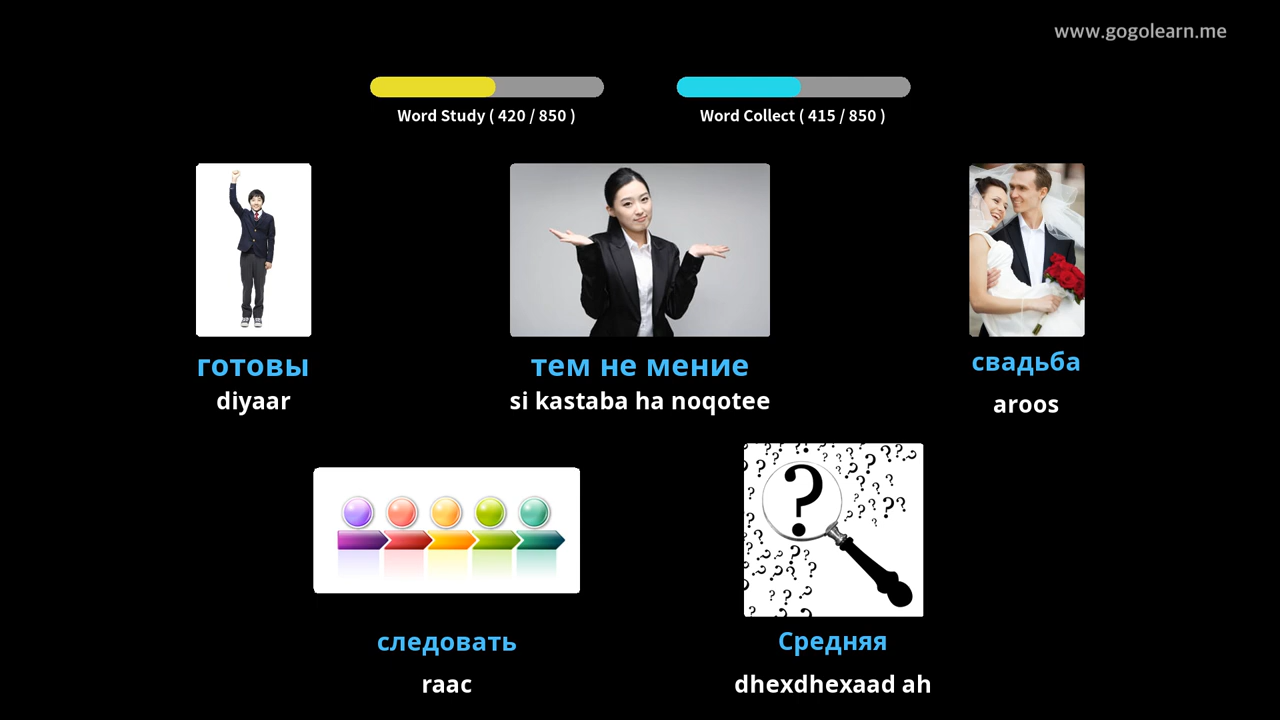 www.gogolearn.me
Word Study ( 420 / 850 )
Word Collect ( 415 / 850 )
готовы
diyaar
тем не мение
si kastaba ha noqotee
свадьба
aroos
следовать
raac
Средняя
dhexdhexaad ah